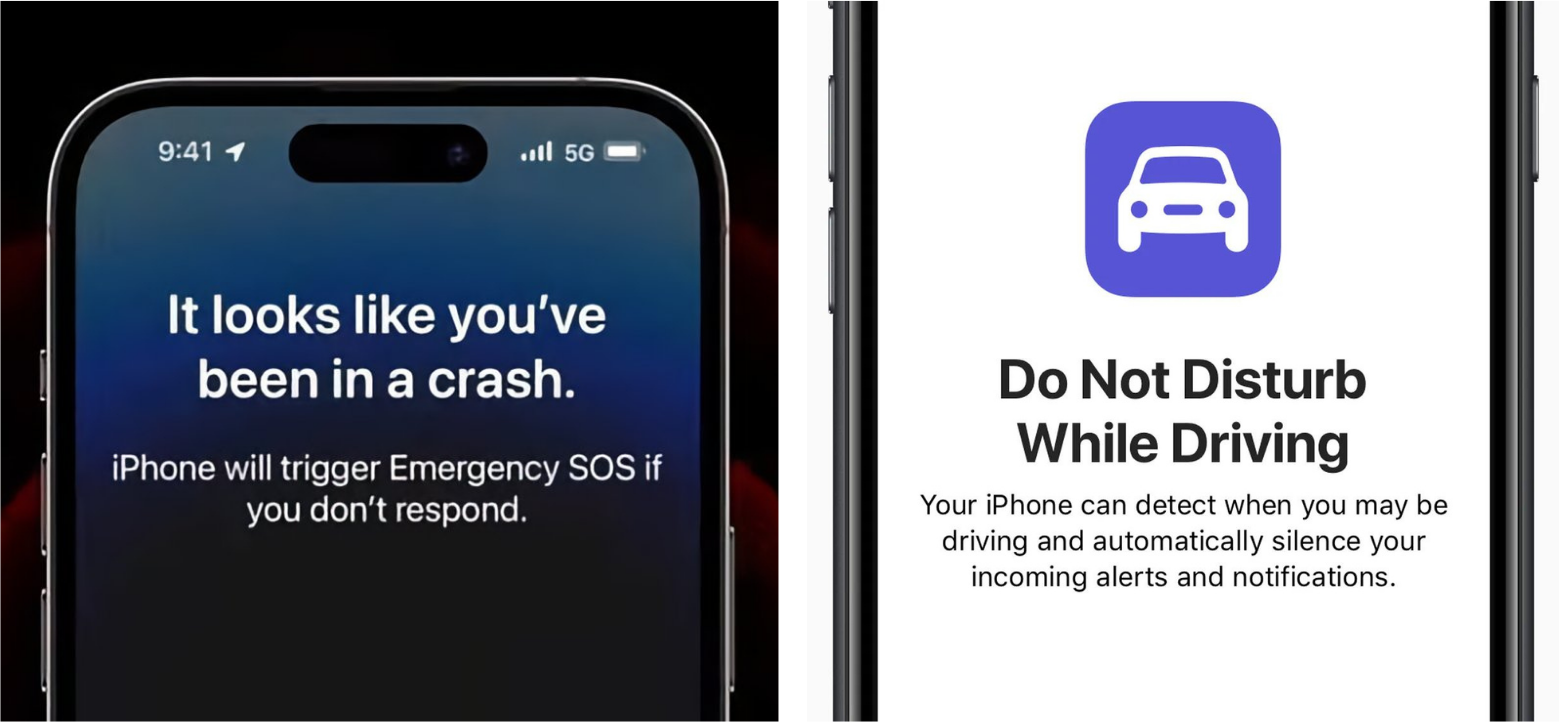 9:41
5G
It looks like you’ve
been in a crash.
iPhone will trigger Emergency SOS if
you don’t respond.
Do Not Disturb
While Driving
Your iPhone can detect when you may be
driving and automatically silence your
incoming alerts and notifications.